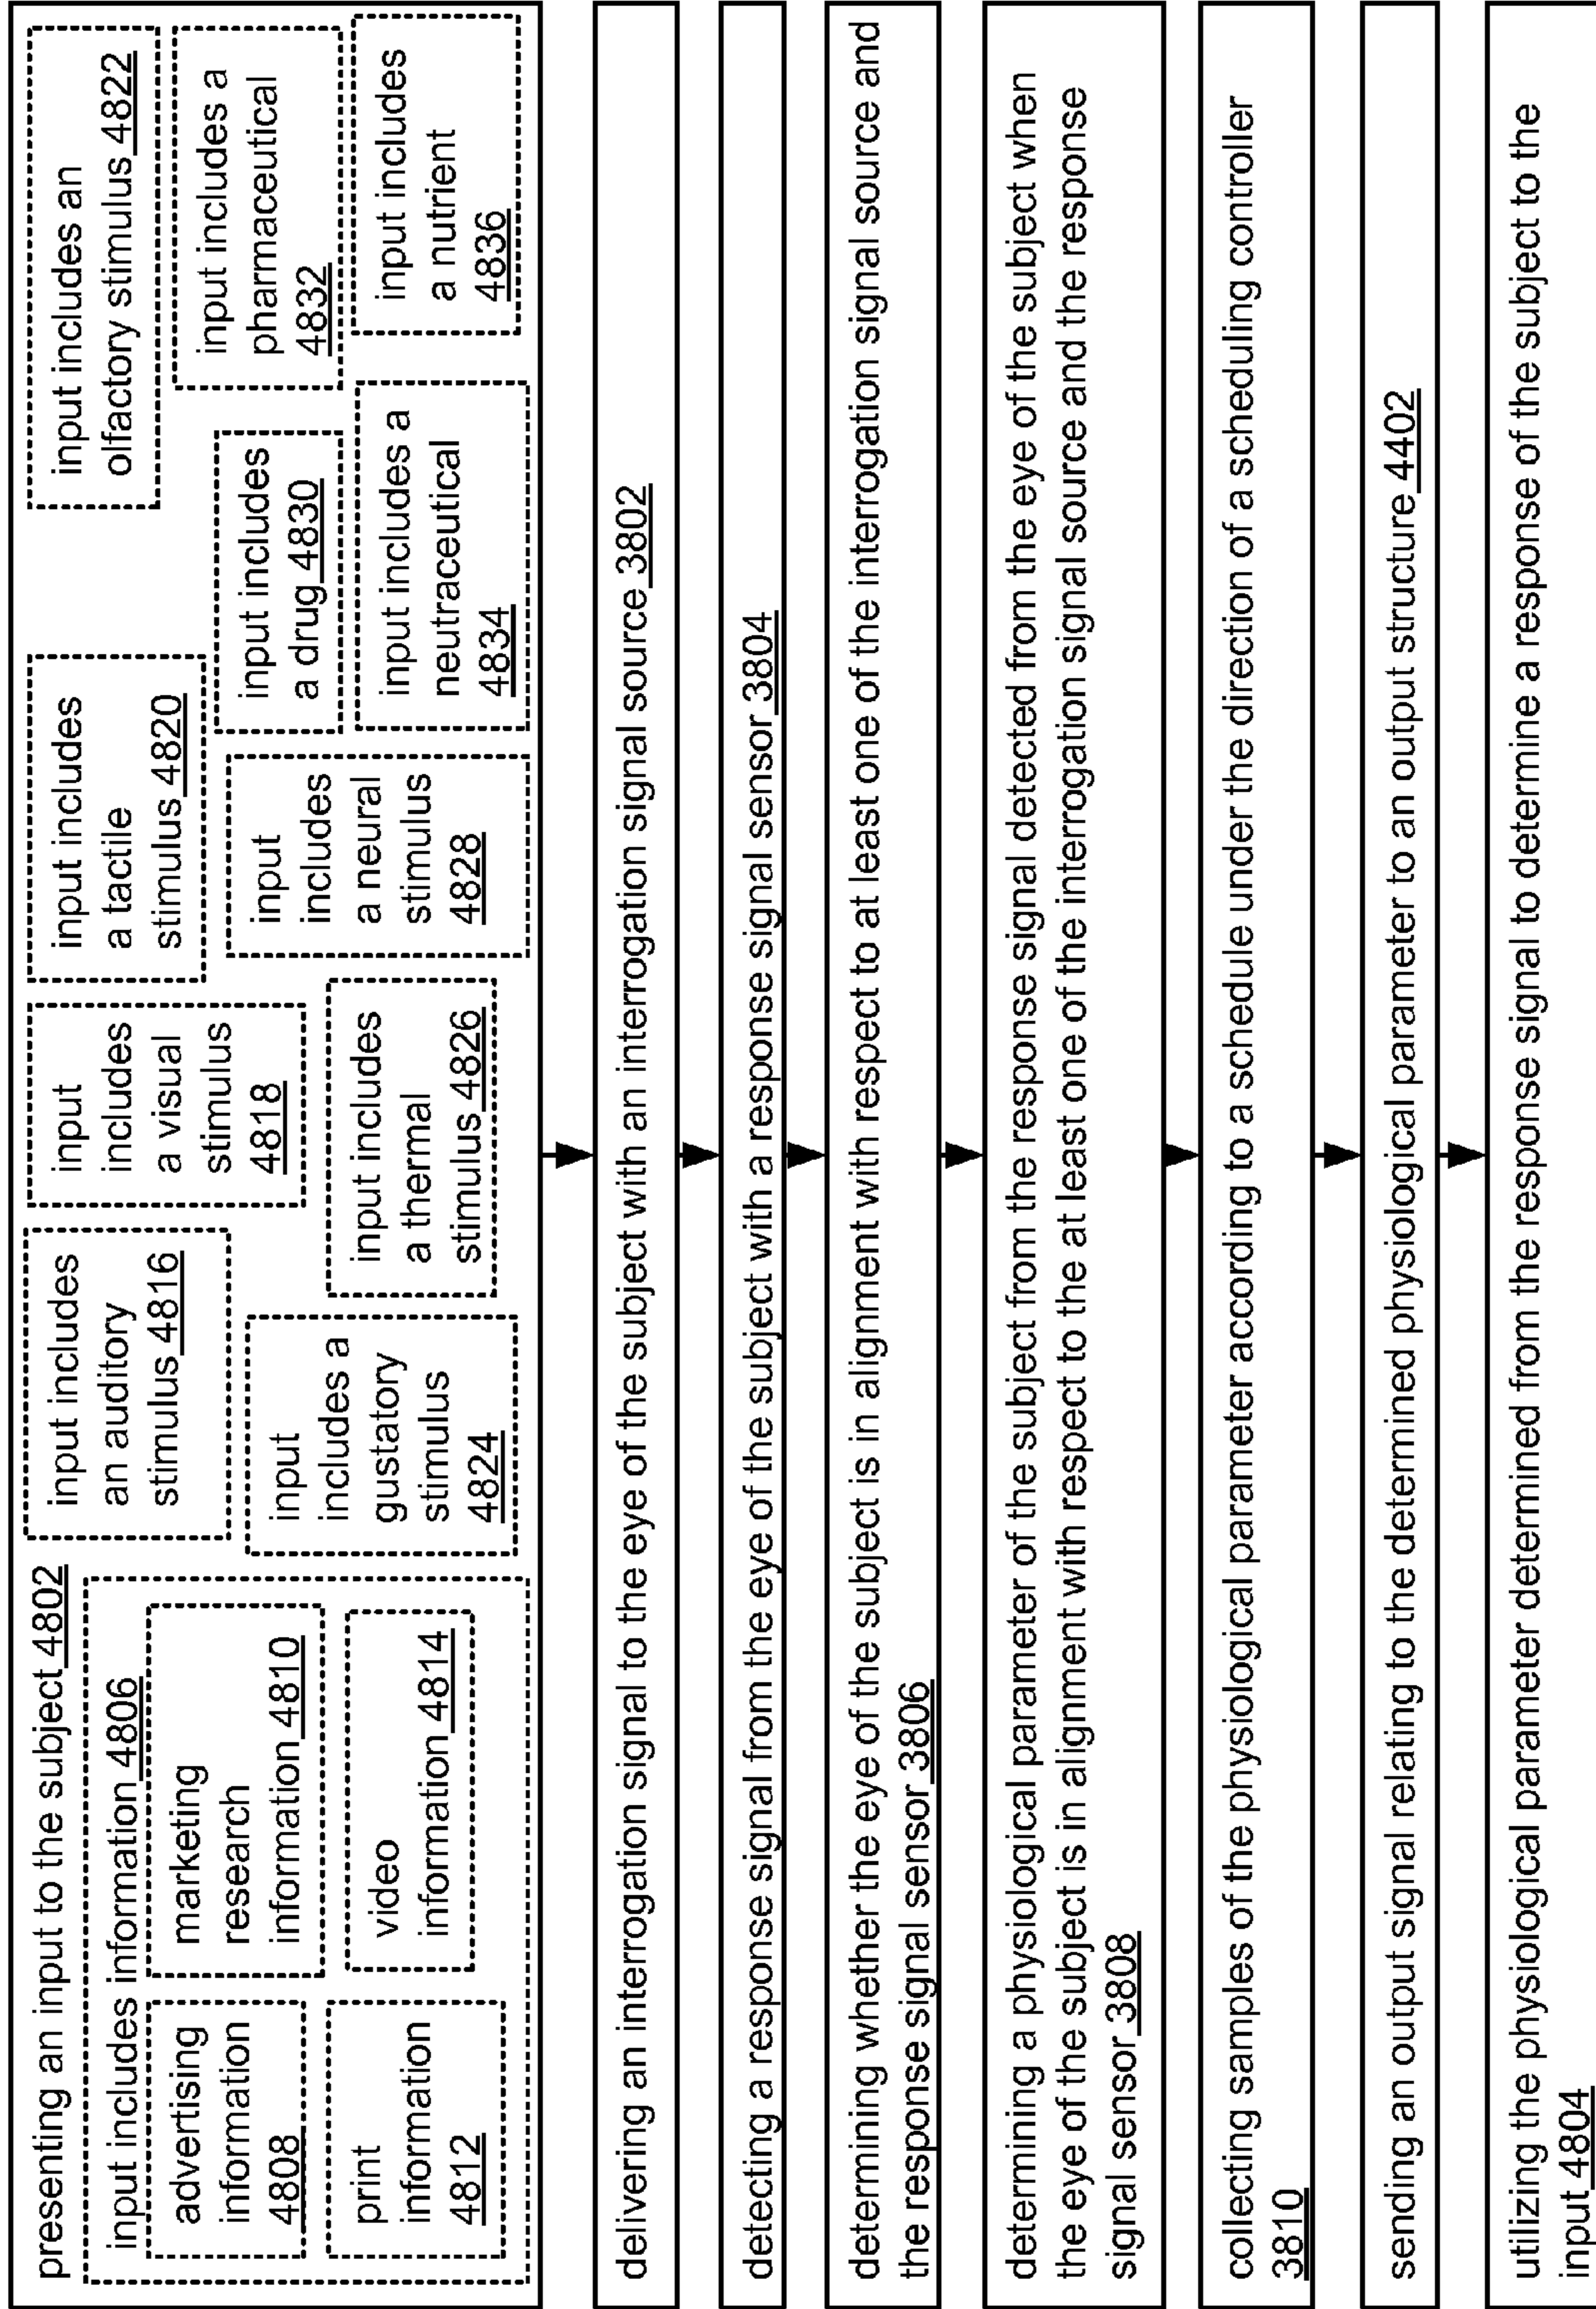 presenting an input to the subject 4802
input includes information 4806
advertising
information
4808
marketing
research
information 4810
print
information
4812
video
information 4814
input includes
an auditory
stimulus 4816
input
includes
a visual
stimulus
4818
input includes
a tactile
stimulus 4820
input includes an
olfactory stimulus 4822
input
includes a
gustatory
stimulus
4824
input includes
a thermal
stimulus 4826
input
includes
a neural
stimulus
4828
input includes
a drug 4830
input includes a
pharmaceutical
4832
input includes a
neutraceutical
4834
input includes
a nutrient
4836
delivering an interrogation signal to the eye of the subject with an interrogation signal source 3802
detecting a response signal from the eye of the subject with a response signal sensor 3804
determining whether the eye of the subject is in alignment with respect to at least one of the interrogation signal source and
the response signal sensor 3806
determining a physiological parameter of the subject from the response signal detected from the eye of the subject when
the eye of the subject is in alignment with respect to the at least one of the interrogation signal source and the response
signal sensor 3808
collecting samples of the physiological parameter according to a schedule under the direction of a scheduling controller
3810
sending an output signal relating to the determined physiological parameter to an output structure 4402
utilizing the physiological parameter determined from the response signal to determine a response of the subject to the
input 4804